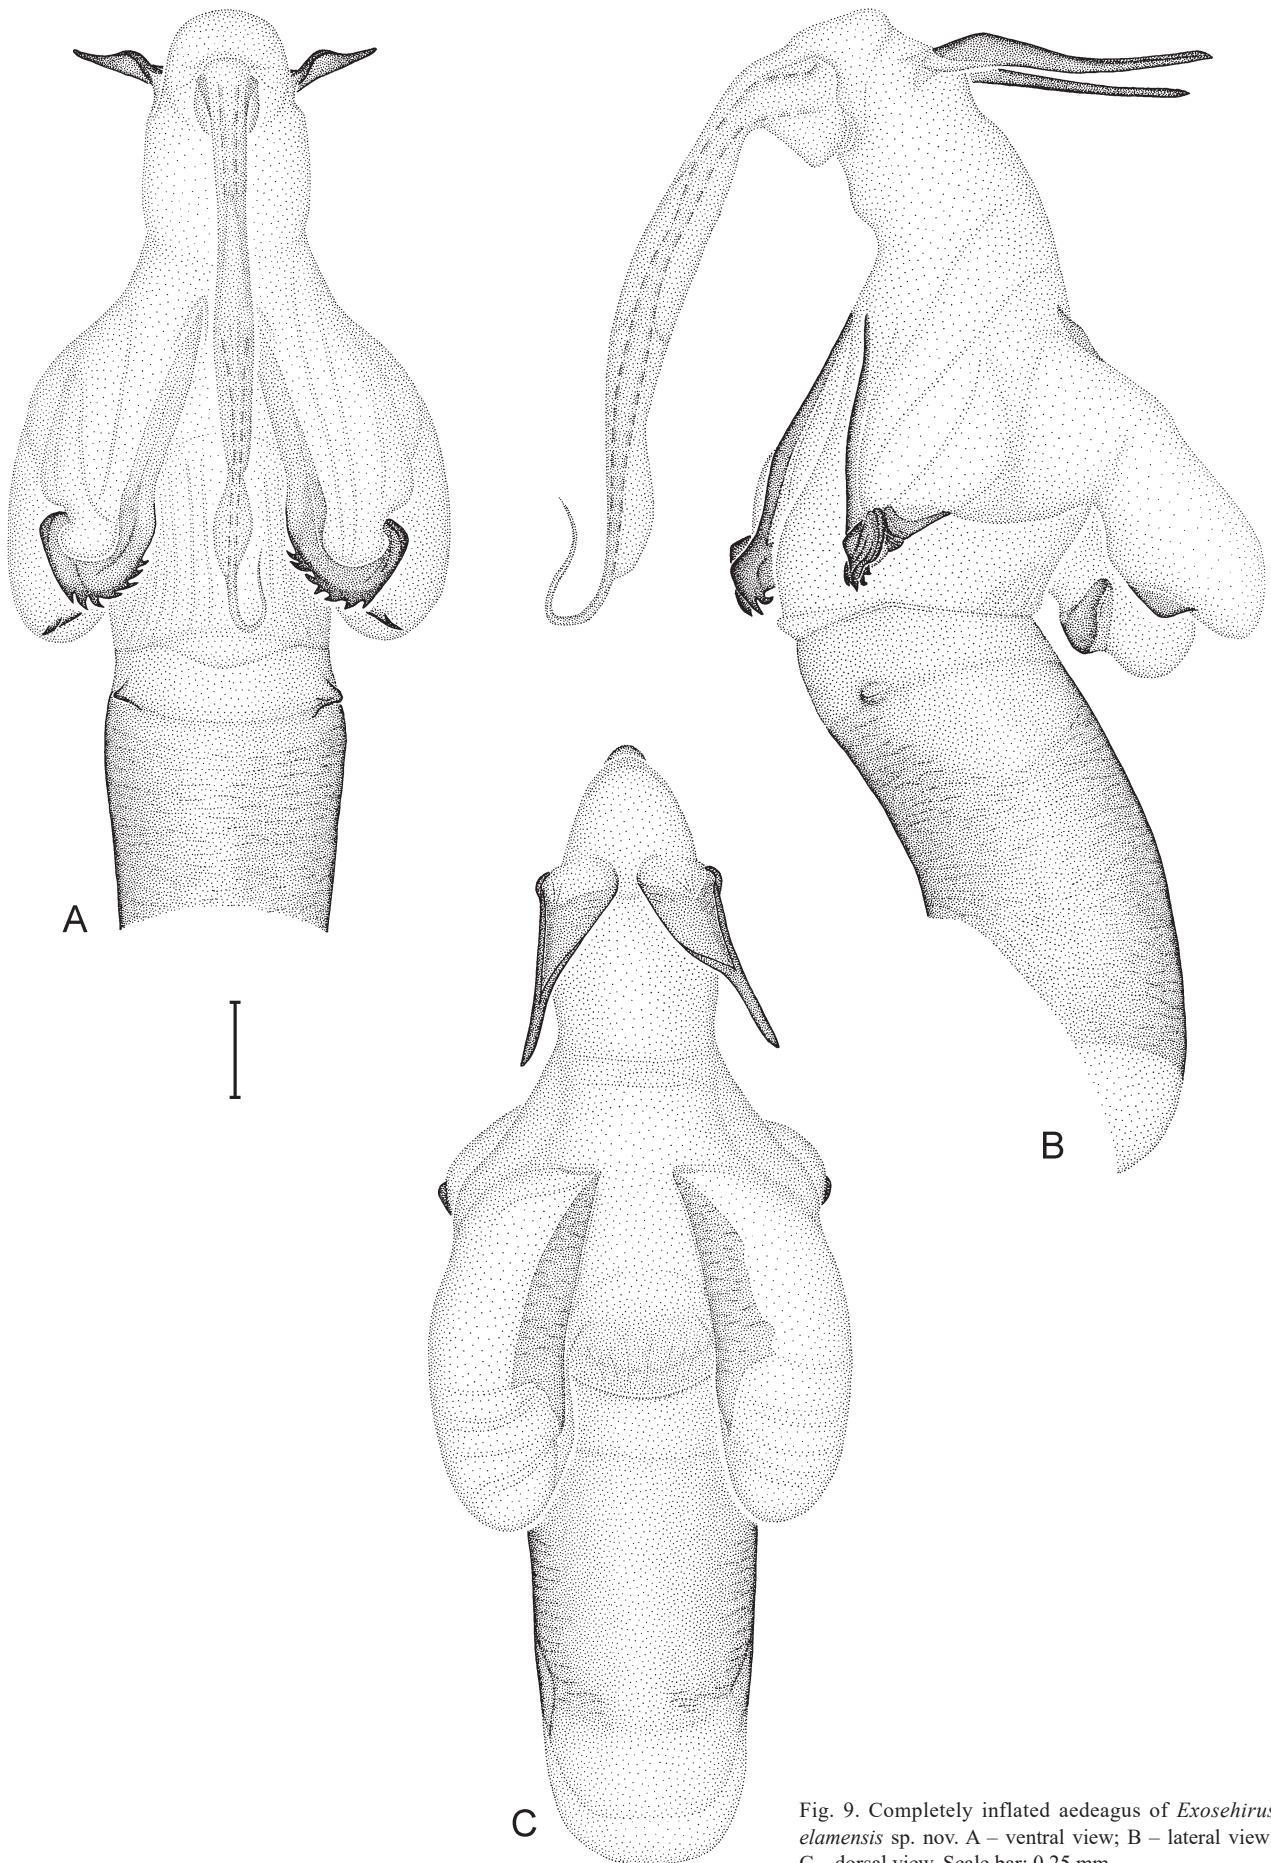 A
B
C
Fig. 9. Completely inflated aedeagus of Exosehirus
elamensis sp. nov. A – ventral view; B – lateral view
C – dorsal view. Scale bar: 0.25 mm